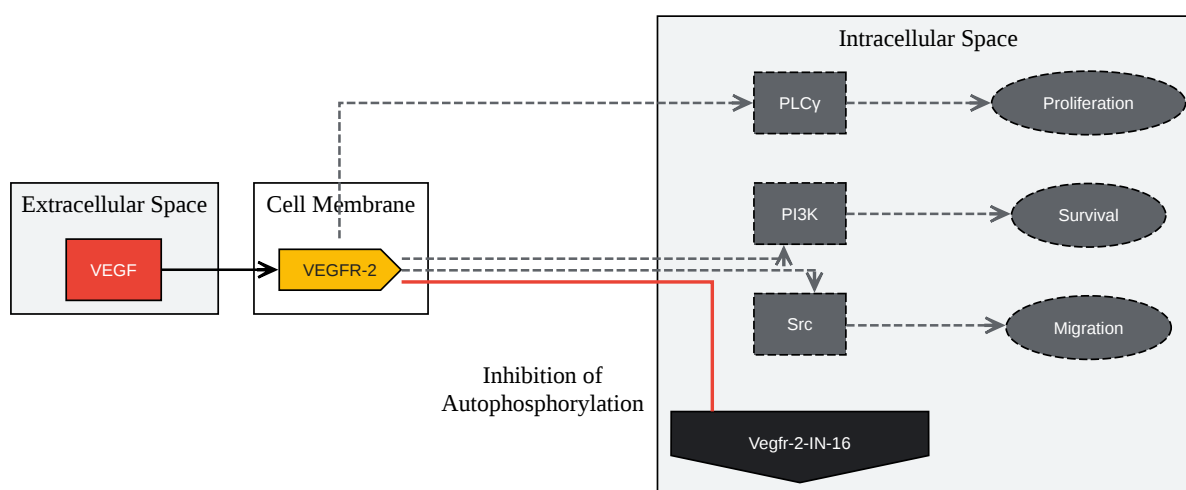 Intracellular Space
PLCγ
Proliferation
Extracellular Space
Cell Membrane
PI3K
Survival
VEGF
VEGFR-2
Src
Migration
Inhibition of
Autophosphorylation
Vegfr-2-IN-16